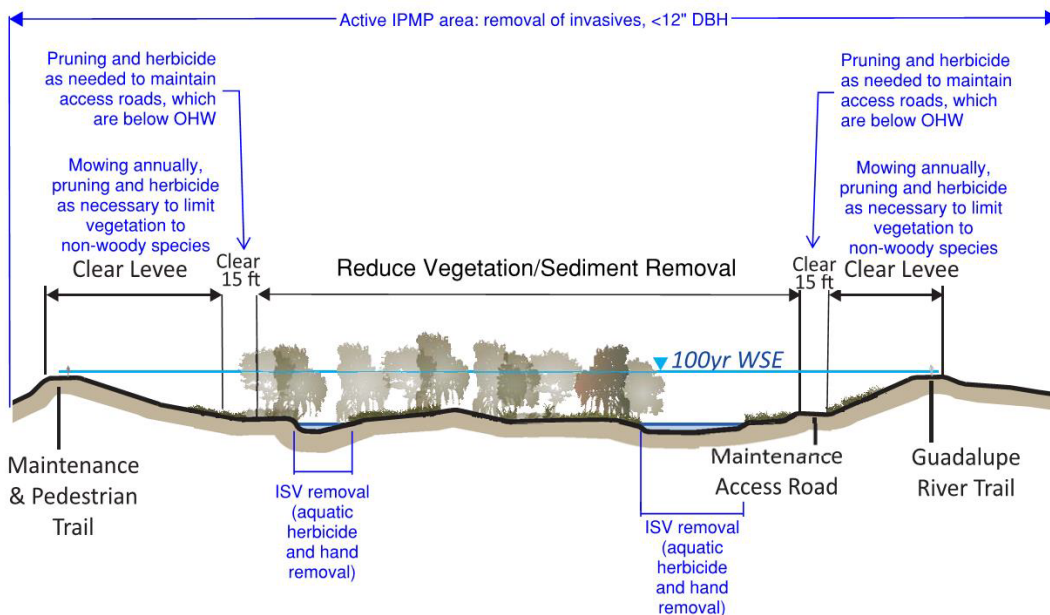 Active IPMP area: removal of invasives, <12" DBH
Pruning and herbicide
as needed to maintain
access roads, which
are below OHW
Mowing annually,
pruning and herbicide
as necessary to limit
vegetation to
non-woody species
Clear Levee
Clear
15 ft
Reduce Vegetation/Sediment Removal
Pruning and herbicide
as needed to maintain
access roads, which
are below OHW
Mowing annually,
pruning and herbicide
as necessary to limit
vegetation to
non-woody species
Clear
15 ft
Clear Levee
100yr WSE
Maintenance
& Pedestrian
Trail
ISV removal
(aquatic
herbicide
and hand
removal)
ISV removal
(aquatic
herbicide
and hand
removal)
Maintenance
Access Road
Guadalupe
River Trail